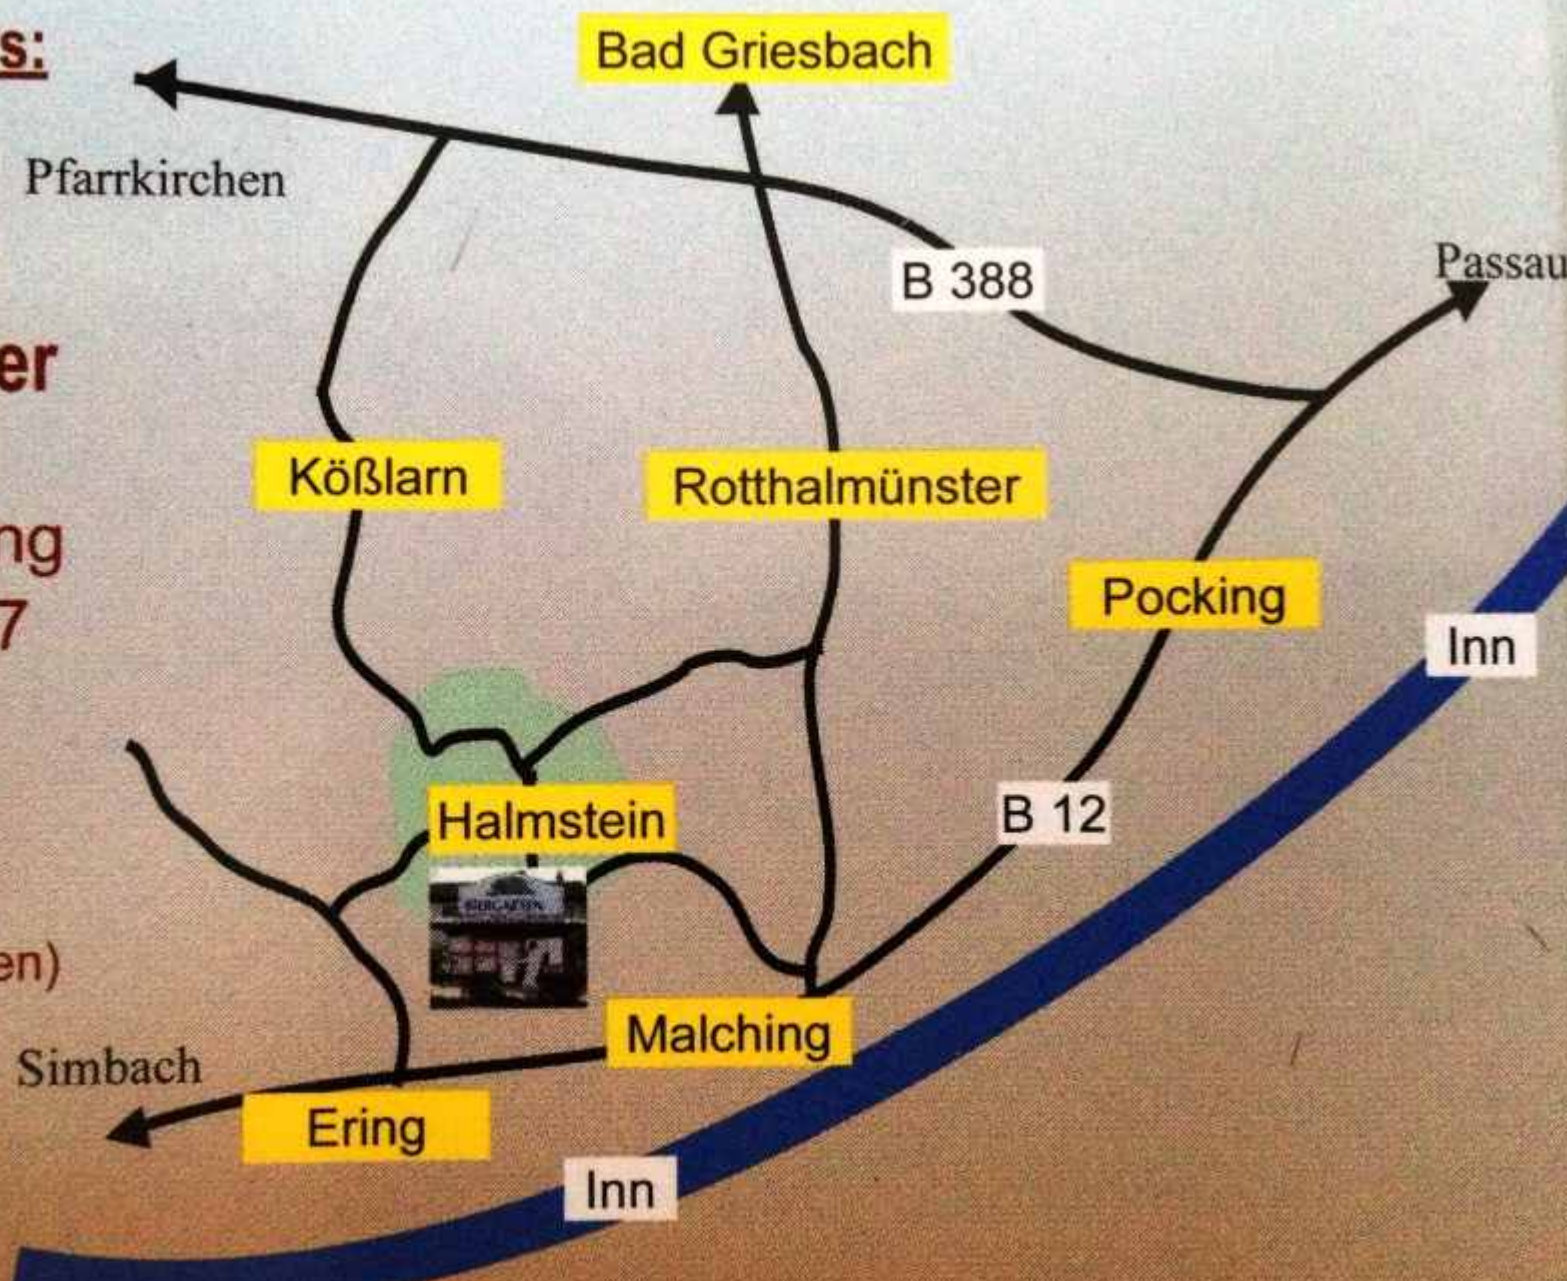 s:
Bad Griesbach
Pfarrkirchen
B 388
Passau
er
Kößlarn
Rotthalmünster
ng
7
Pocking
Inn
Halmstein
B 12
BIERGARTEN
en)
Malching
Simbach
Ering
Inn